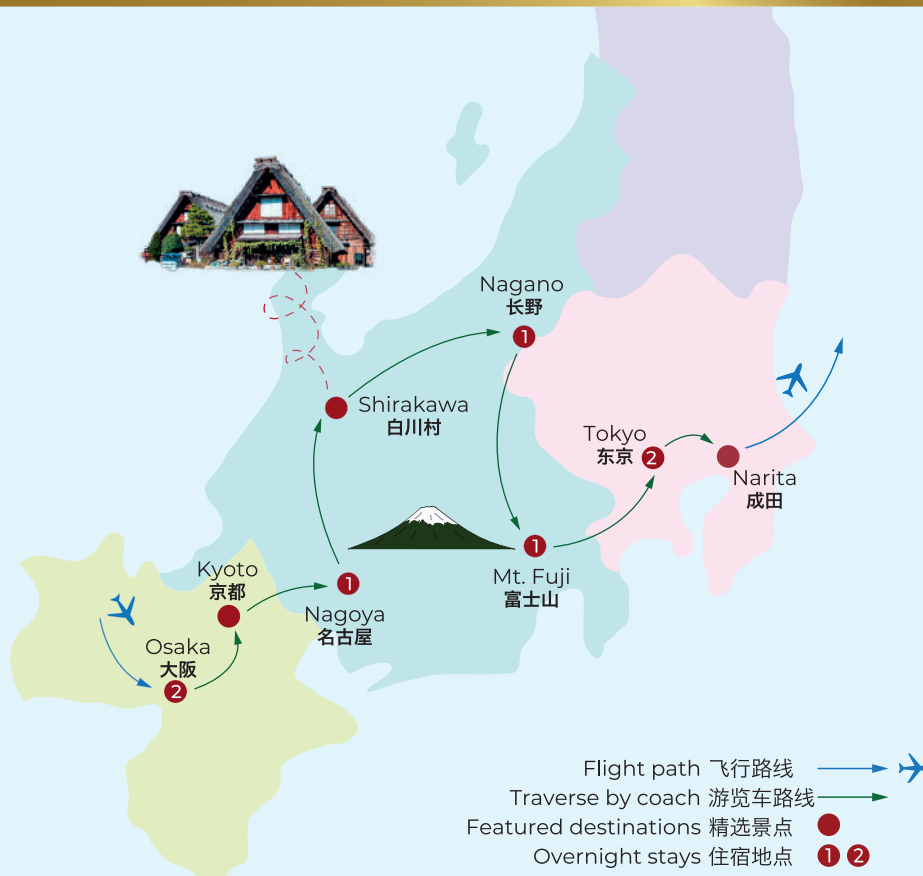 Nagano
长野
1
Shirakawa
白川村
Tokyo
东京 2
Narita
成田
1
Mt. Fuji
富士山
Kyoto
京都
1
Nagoya
名古屋
Osaka
大阪
2
Flight path 飞行路线
Traverse by coach 游览车路线
Featured destinations 精选景点
Overnight stays 住宿地点 1 2